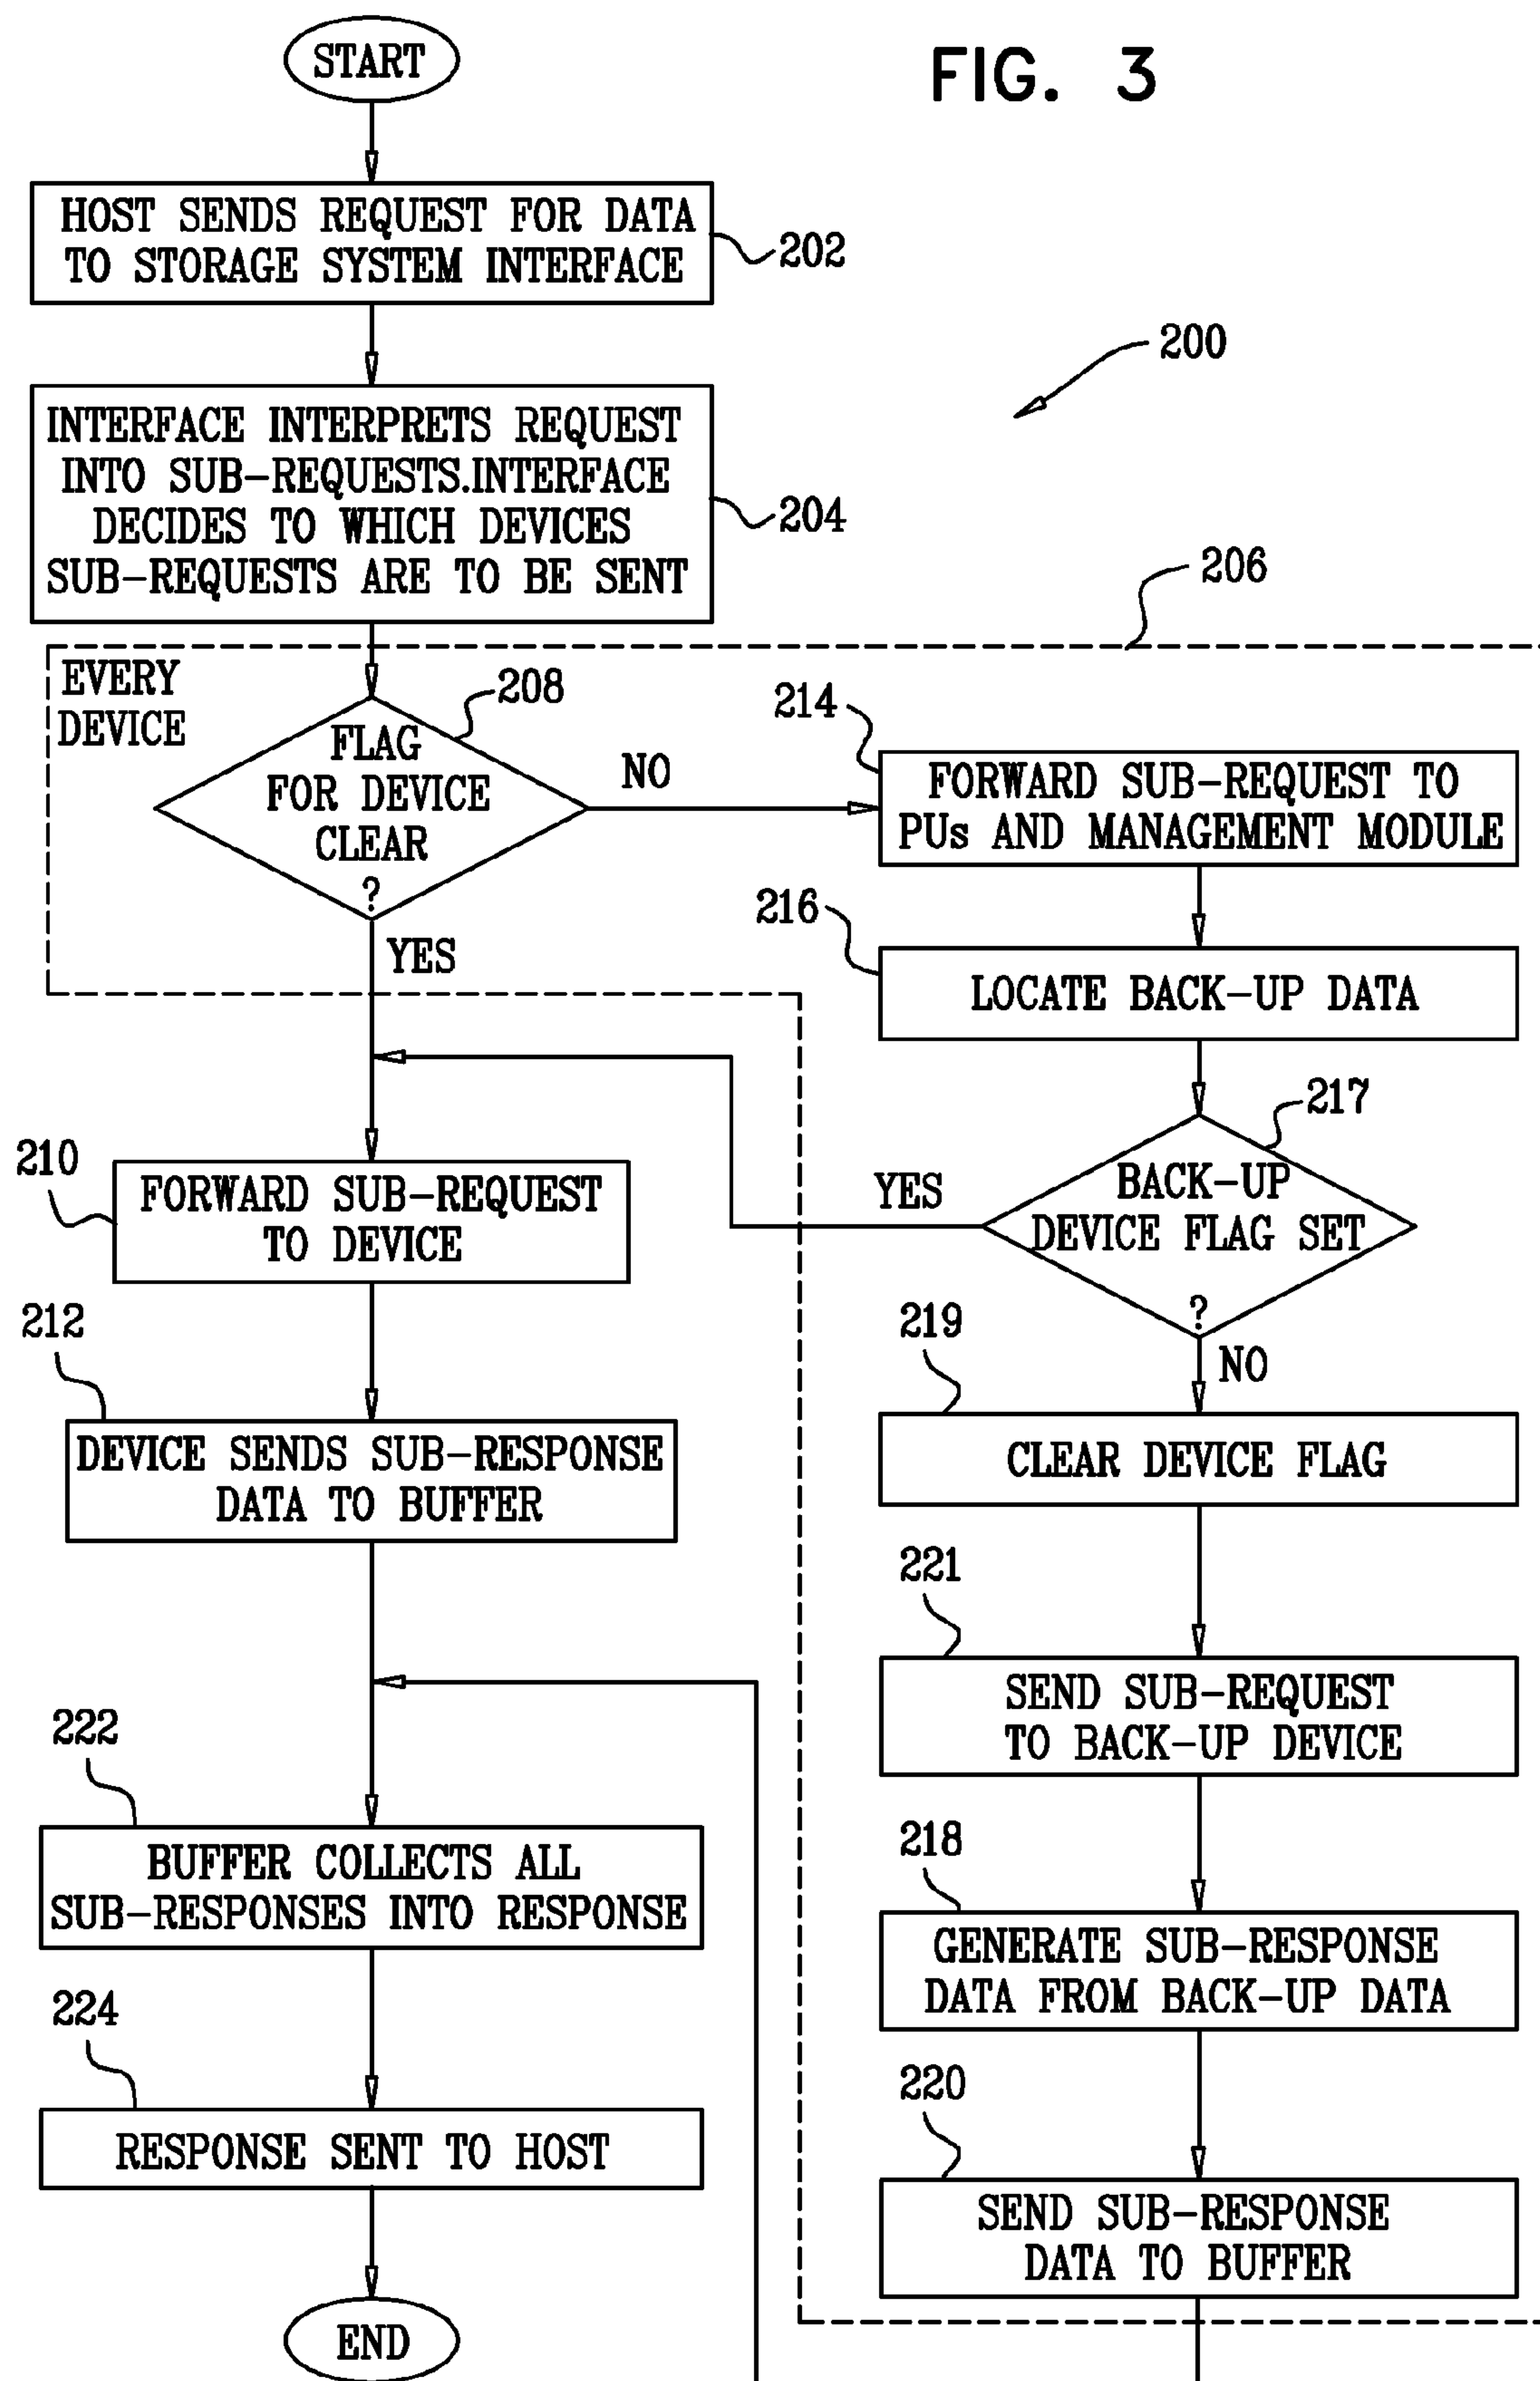 FIG. 3
START
HOST SENDS REQUEST FOR DATA
TO STORAGE SYSTEM INTERFACE
202
200
INTERFACE INTERPRETS REQUEST
INTO SUB-REQUESTS.INTERFACE
DECIDES TO WHICH DEVICES
SUB-REQUESTS ARE TO BE SENT
204
206
EVERY
DEVICE
208
FLAG
FOR DEVICE
CLEAR
?
NO
YES
214
FORWARD SUB-REQUEST TO
PUs AND MANAGEMENT MODULE
216
LOCATE BACK-UP DATA
217
BACK-UP
DEVICE FLAG SET
?
YES
NO
210
FORWARD SUB-REQUEST
TO DEVICE
212
DEVICE SENDS SUB-RESPONSE
DATA TO BUFFER
219
CLEAR DEVICE FLAG
221
SEND SUB-REQUEST
TO BACK-UP DEVICE
218
GENERATE SUB-RESPONSE
DATA FROM BACK-UP DATA
220
SEND SUB-RESPONSE
DATA TO BUFFER
222
BUFFER COLLECTS ALL
SUB-RESPONSES INTO RESPONSE
224
RESPONSE SENT TO HOST
END